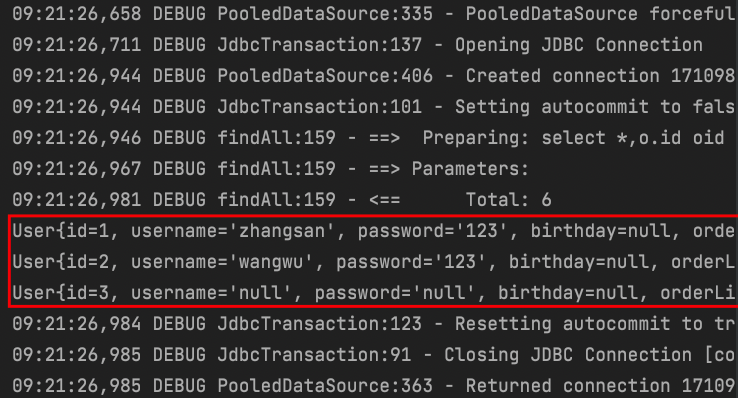 09:21:26,658 DEBUG PooledDataSource:335 - PooledDataSource forceful
09:21:26,711 DEBUG JdbcTransaction:137 - Opening JDBC Connection
09:21:26,944 DEBUG PooledDataSource:406 - Created connection 171098
09:21:26,944 DEBUG JdbcTransaction:101 - Setting autocommit to fals
09:21:26,946 DEBUG findAll:159 - ==>  Preparing: select *,o.id oid
09:21:26,967 DEBUG findAll:159 - ==> Parameters:
09:21:26,981 DEBUG findAll:159 - <==      Total: 6
User{id=1, username='zhangsan', password='123', birthday=null, orde
User{id=2, username='wangwu', password='123', birthday=null, orderL
User{id=3, username='null', password='null', birthday=null, orderLi
09:21:26,984 DEBUG JdbcTransaction:123 - Resetting autocommit to tr
09:21:26,985 DEBUG JdbcTransaction:91 - Closing JDBC Connection [co
09:21:26,985 DEBUG PooledDataSource:363 - Returned connection 17109